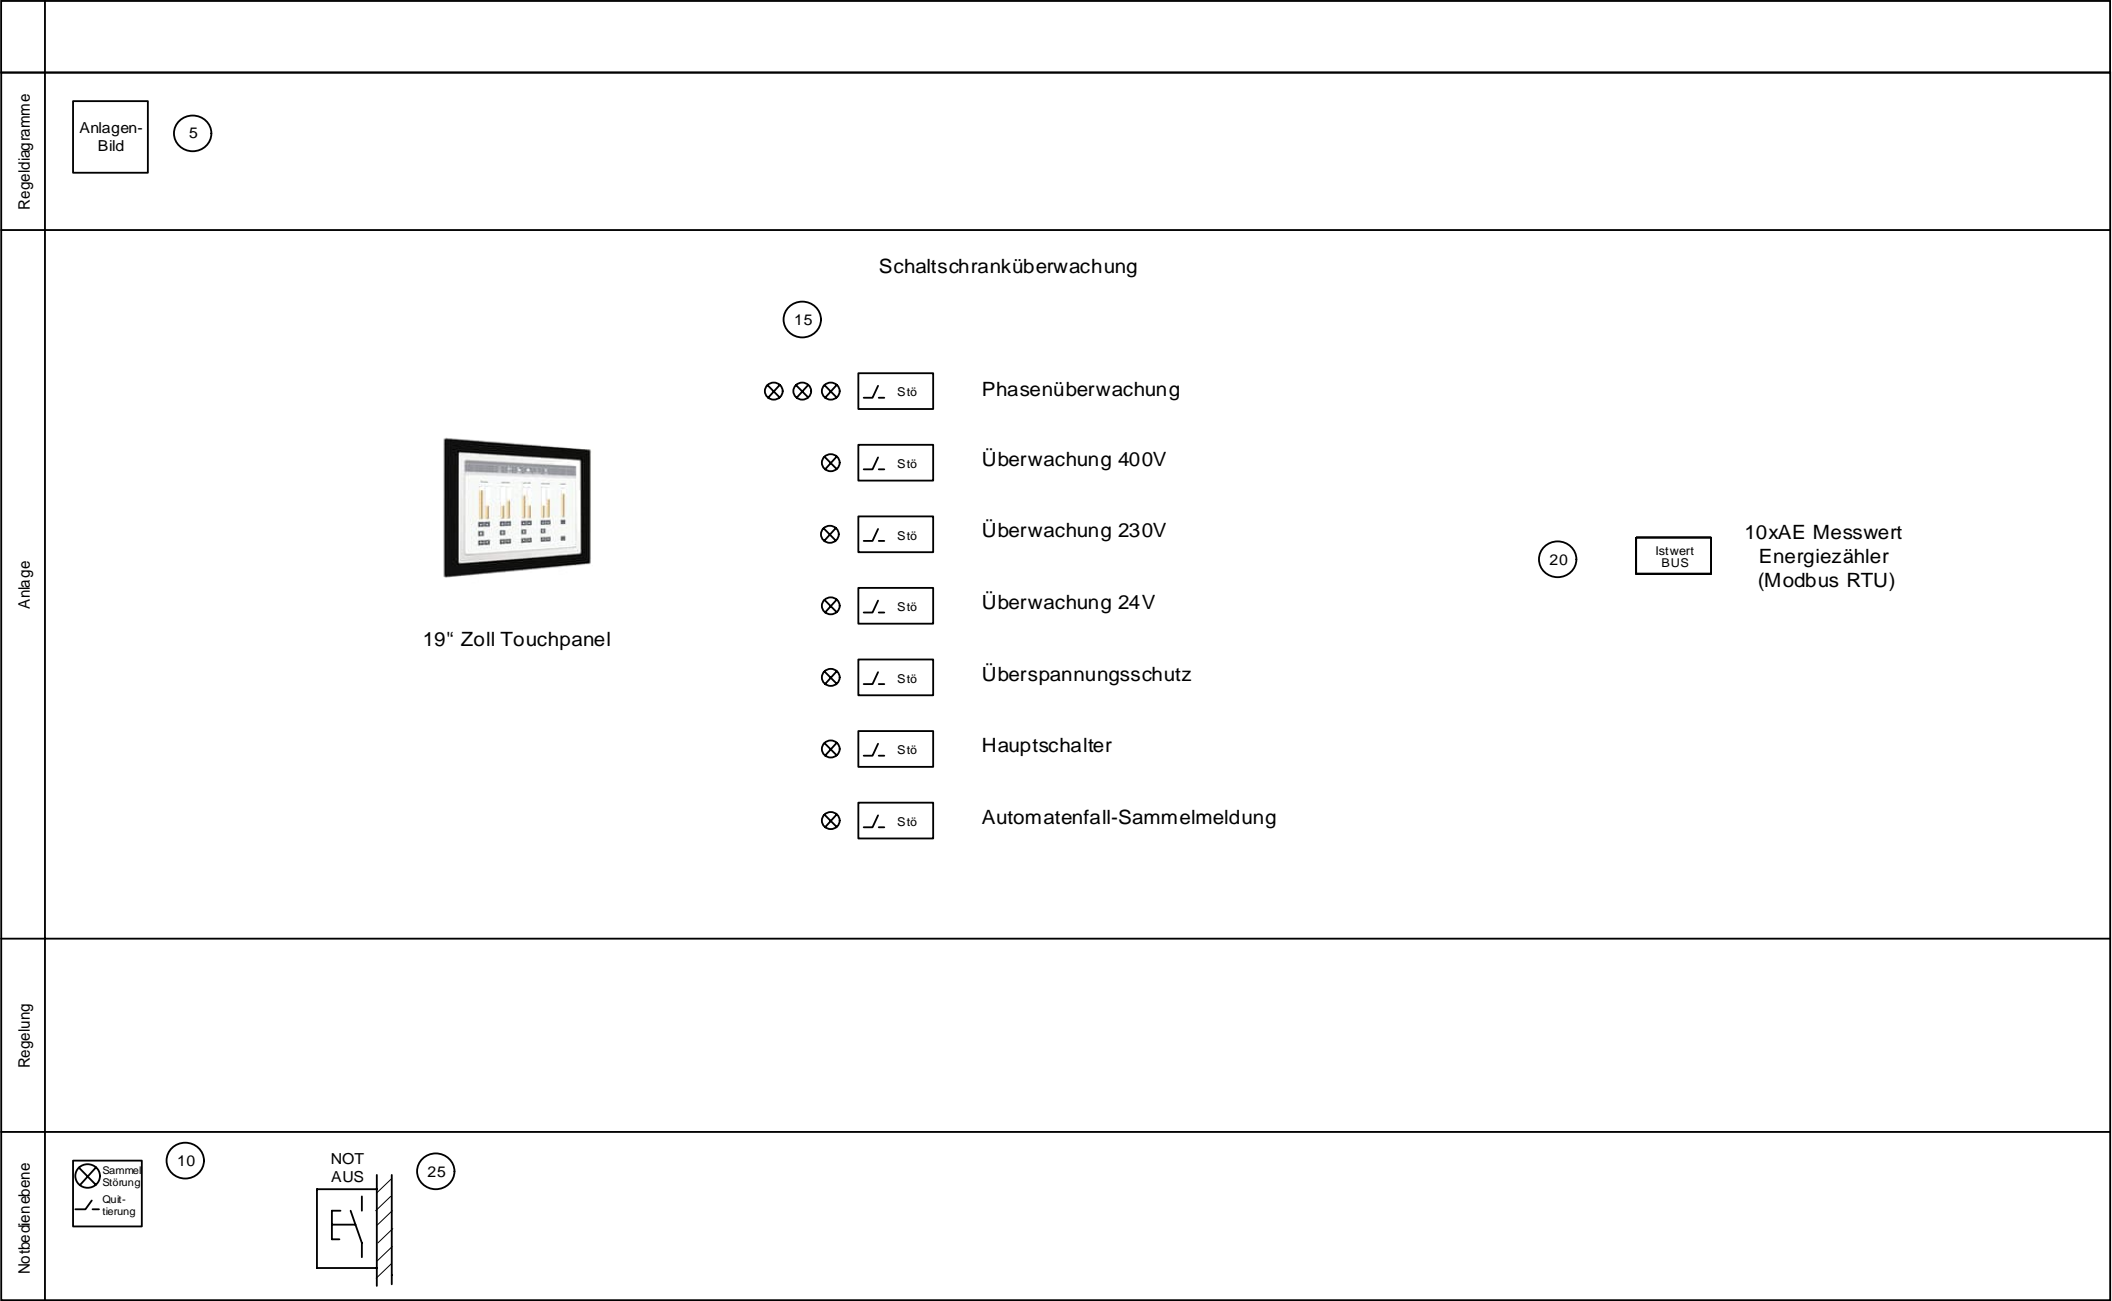 Regeldiagramme
Anlagen-
Bild
5
Anlage
Schaltschranküberwachung
15
Stö
Phasenüberwachung
Stö
Überwachung 400V
Stö
Überwachung 230V
Stö
Überwachung 24V
Stö
Überspannungsschutz
Stö
Hauptschalter
Stö
Automatenfall-Sammelmeldung
19“ Zoll Touchpanel
20
Istwert
BUS
10xAE Messwert
Energiezähler
(Modbus RTU)
Regelung
Notbedienebene
Sammel
Störung
Quit-
tierung
10
NOT
AUS
25